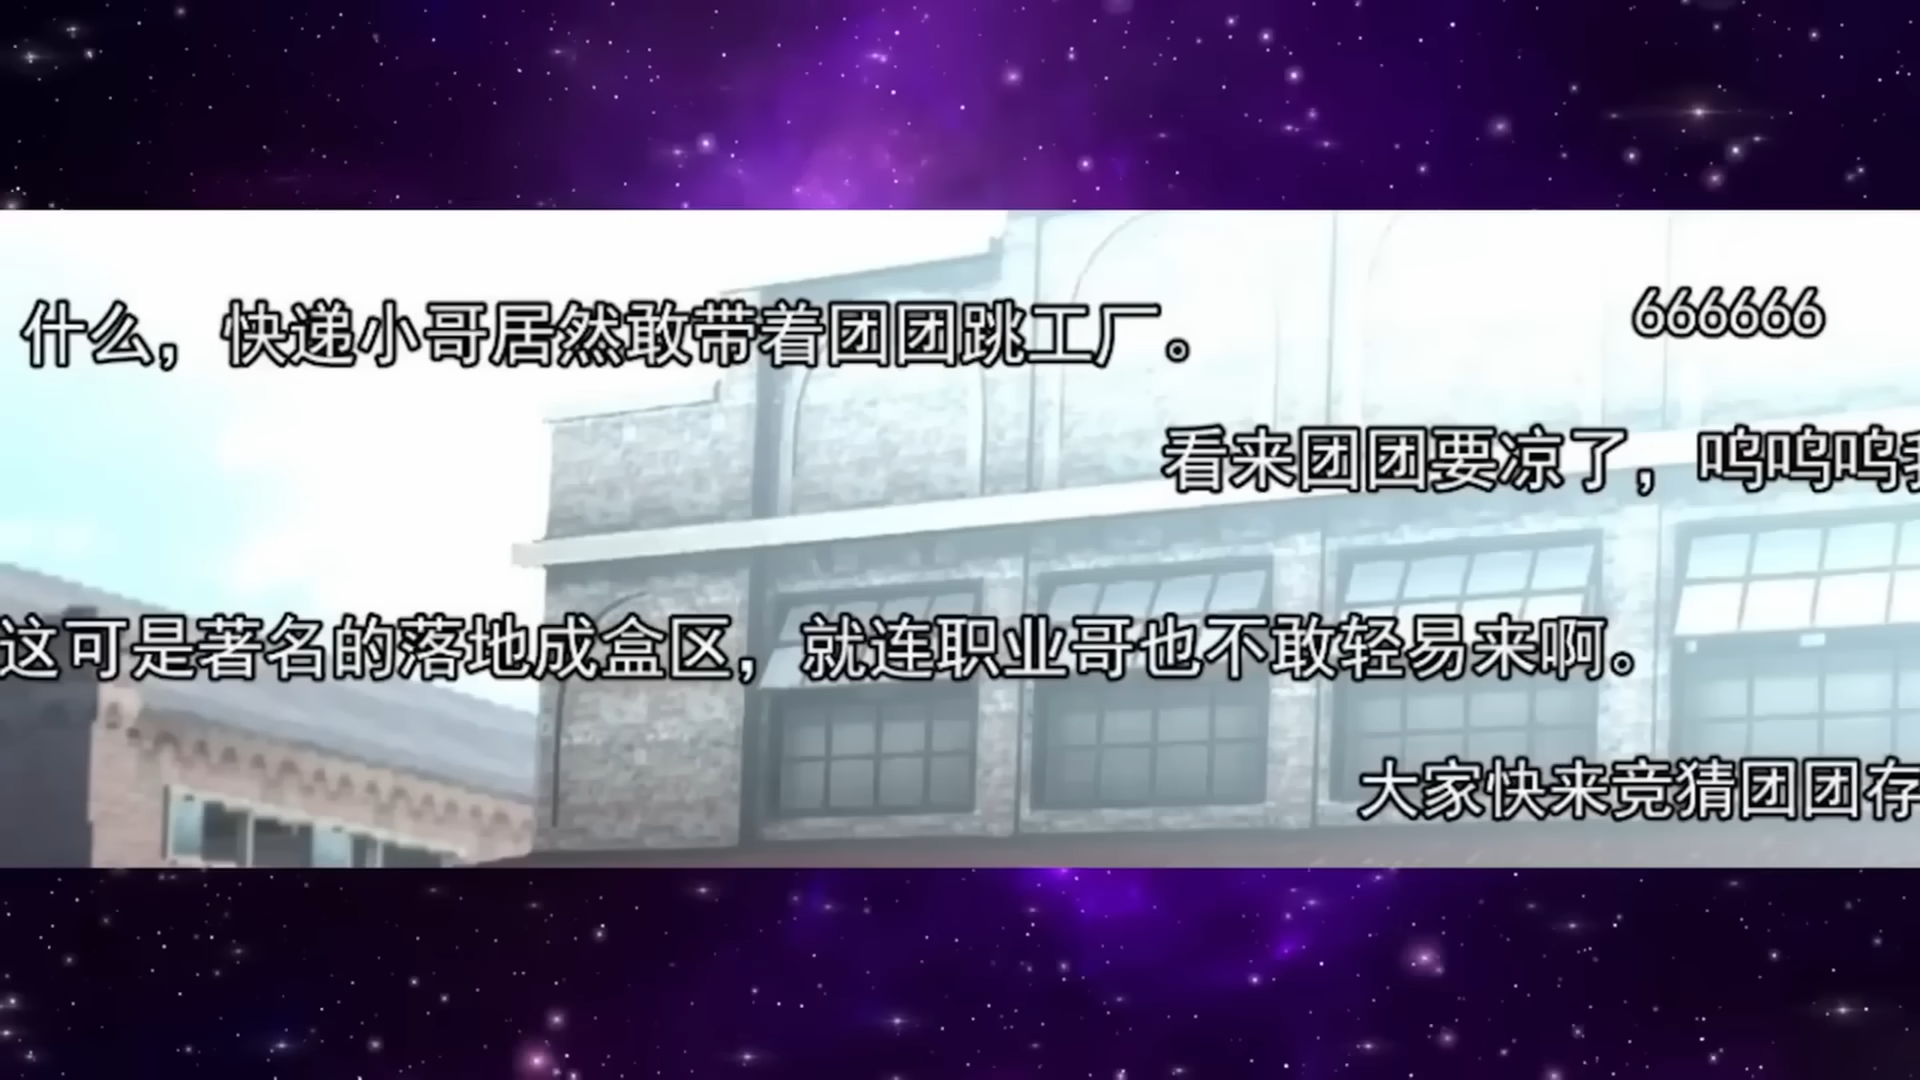 什么，快递小哥居然敢带着团团跳工厂。
666666
看来团团要凉了，呜呜呜
这可是著名的落地成盒区，就连职业哥也不敢轻易来啊。
大家快来竞猜团团存